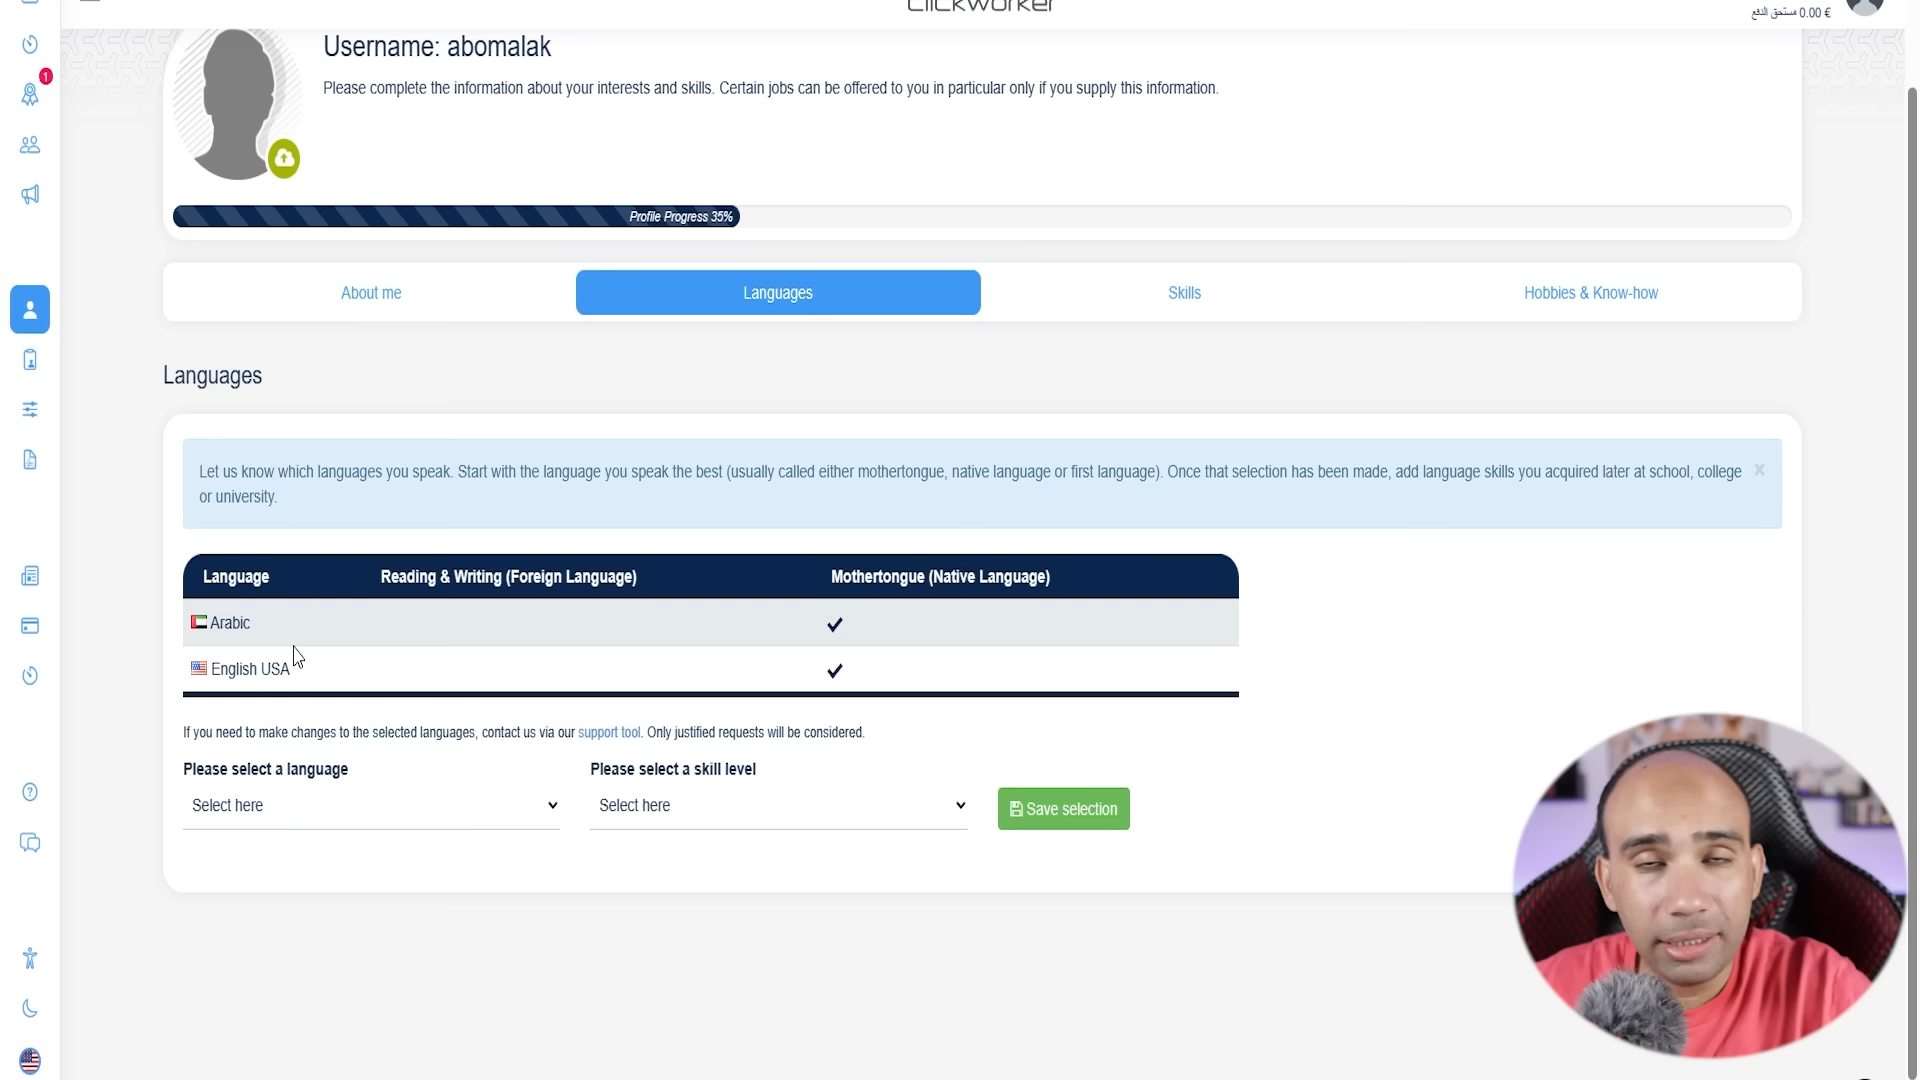 clickworker
0.00 € مستحق الدفع
1
Username: abomalak
Please complete the information about your interests and skills. Certain jobs can be offered to you in particular only if you supply this information.
Profile Progress 35%
About me
Languages
Skills
Hobbies & Know-how
Languages
Let us know which languages you speak. Start with the language you speak the best (usually called either mothertongue, native language or first language). Once that selection has been made, add language skills you acquired later at school, college
or university.
Language Reading & Writing (Foreign Language) Mothertongue (Native Language)
Arabic
English USA
If you need to make changes to the selected languages, contact us via our support tool. Only justified requests will be considered.
Please select a language
Please select a skill level
Select here
Select here
Save selection